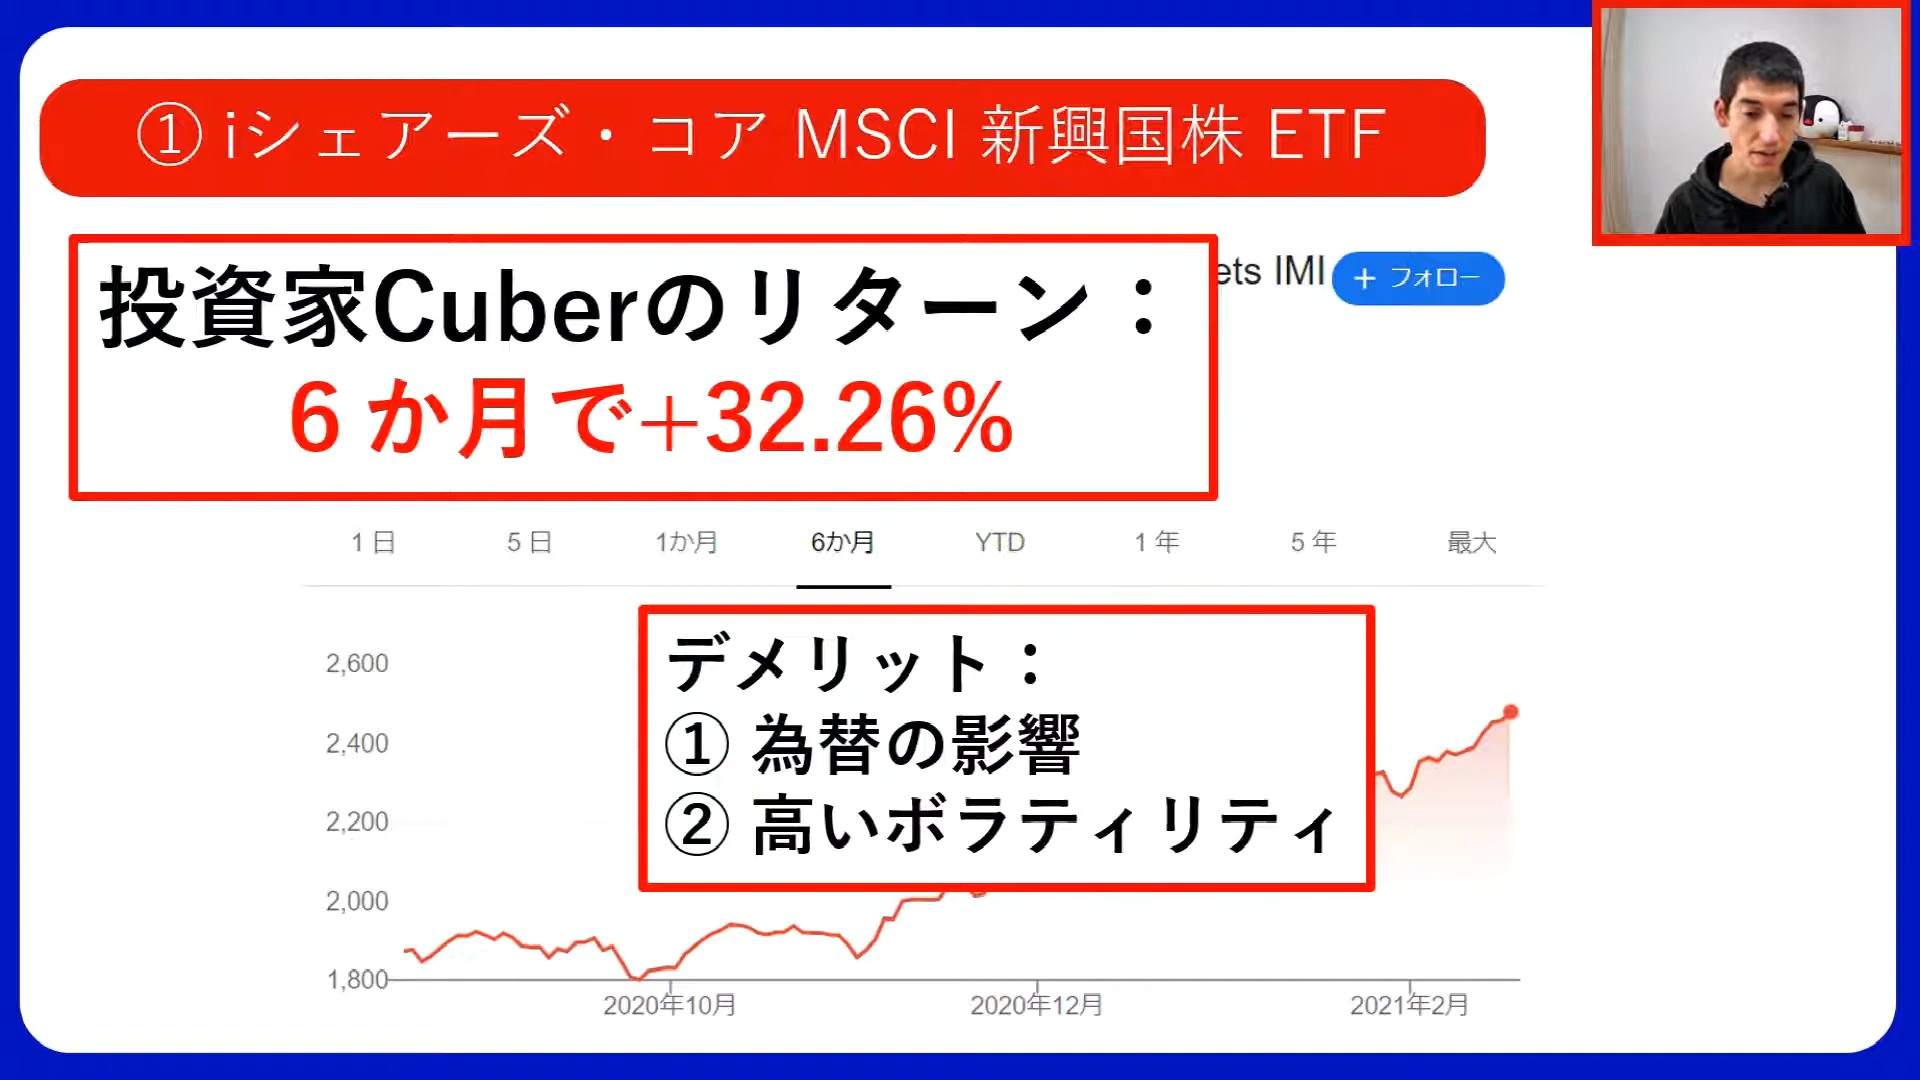 ① iシェアーズ・コア MSCI 新興国株 ETF
投資家Cuberのリターン：
6か月で+32.26%
ets IMI
+ フォロー
1日 5日 1か月 6か月 YTD 1年 5年 最大
デメリット：
① 為替の影響
② 高いボラティリティ
2,600
2,400
2,200
2,000
1,800
2020年10月 2020年12月 2021年2月